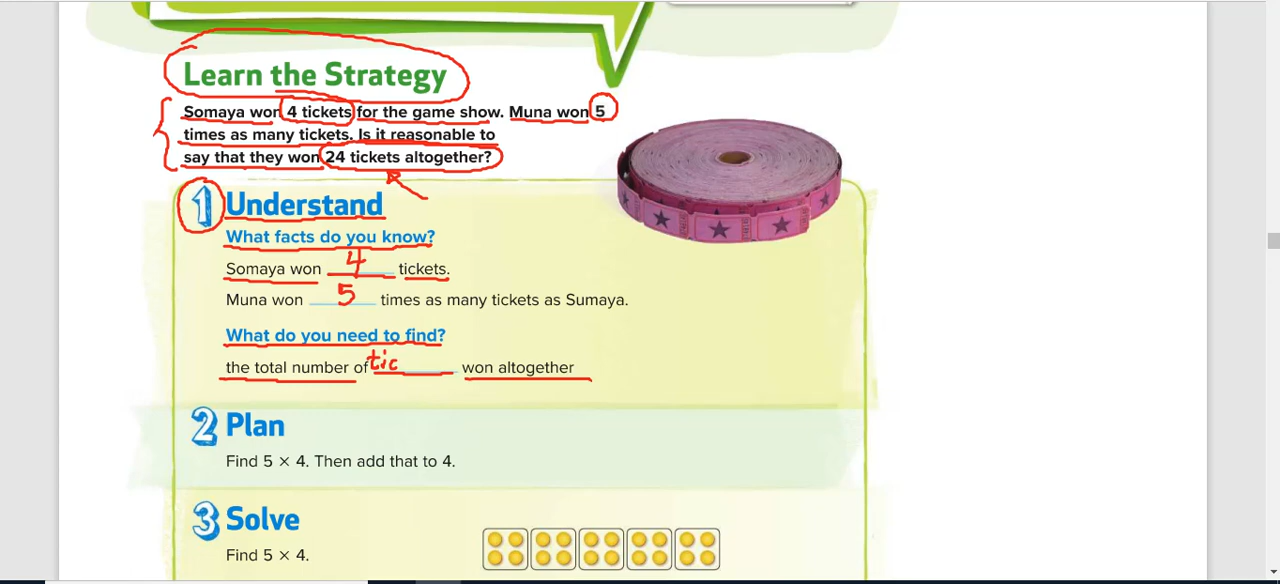 Learn the Strategy
Somaya won 4 tickets for the game show. Muna won 5
times as many tickets. Is it reasonable to
say that they won 24 tickets altogether?
1 Understand
What facts do you know?
Somaya won 4 tickets.
Muna won 5 times as many tickets as Sumaya.
What do you need to find?
the total number of tic won altogether
2 Plan
Find 5 × 4. Then add that to 4.
3 Solve
Find 5 × 4.